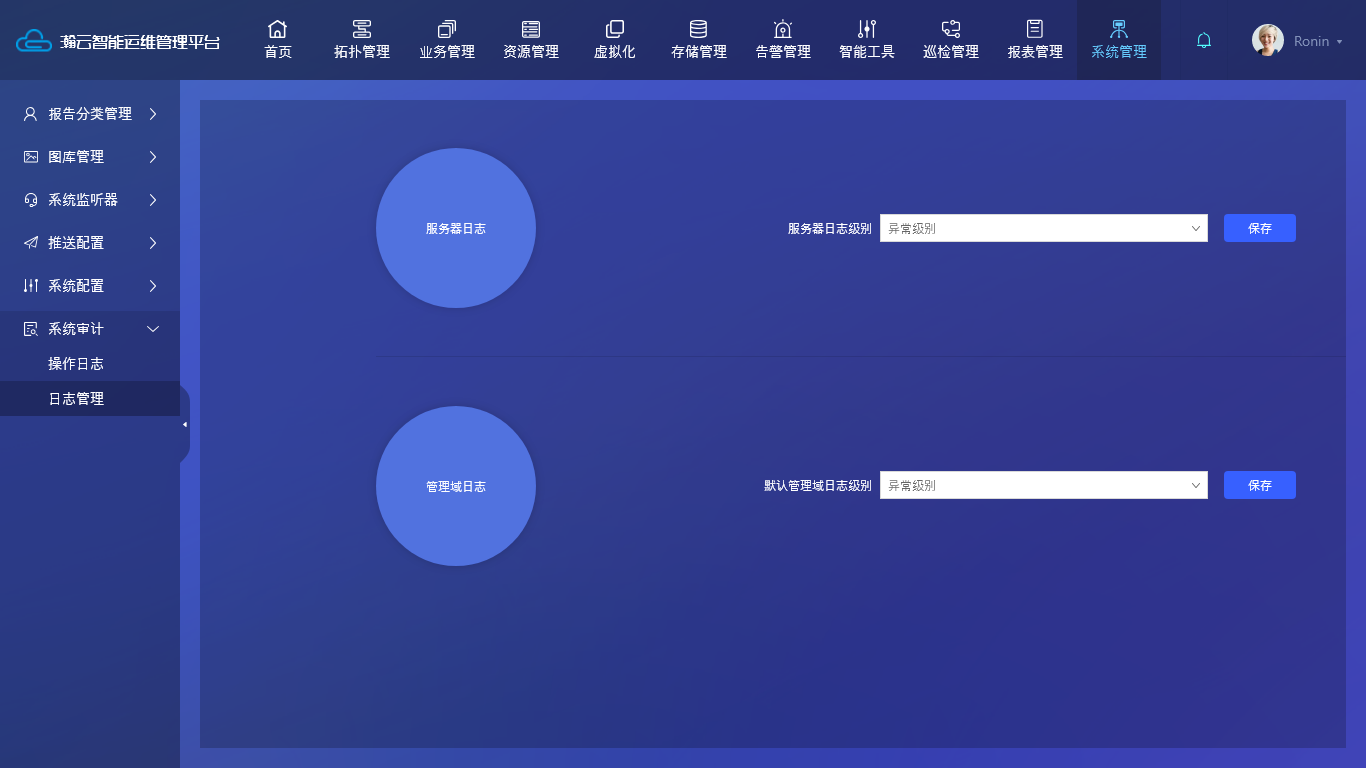 瀚云智能运维管理平台
首页
拓扑管理
业务管理
资源管理
虚拟化
存储管理
告警管理
智能工具
巡检管理
报表管理
系统管理
Ronin
报告分类管理
图库管理
系统监听器
推送配置
系统配置
系统审计
操作日志
日志管理
服务器日志
服务器日志级别
异常级别
保存
管理域日志
默认管理域日志级别
异常级别
保存